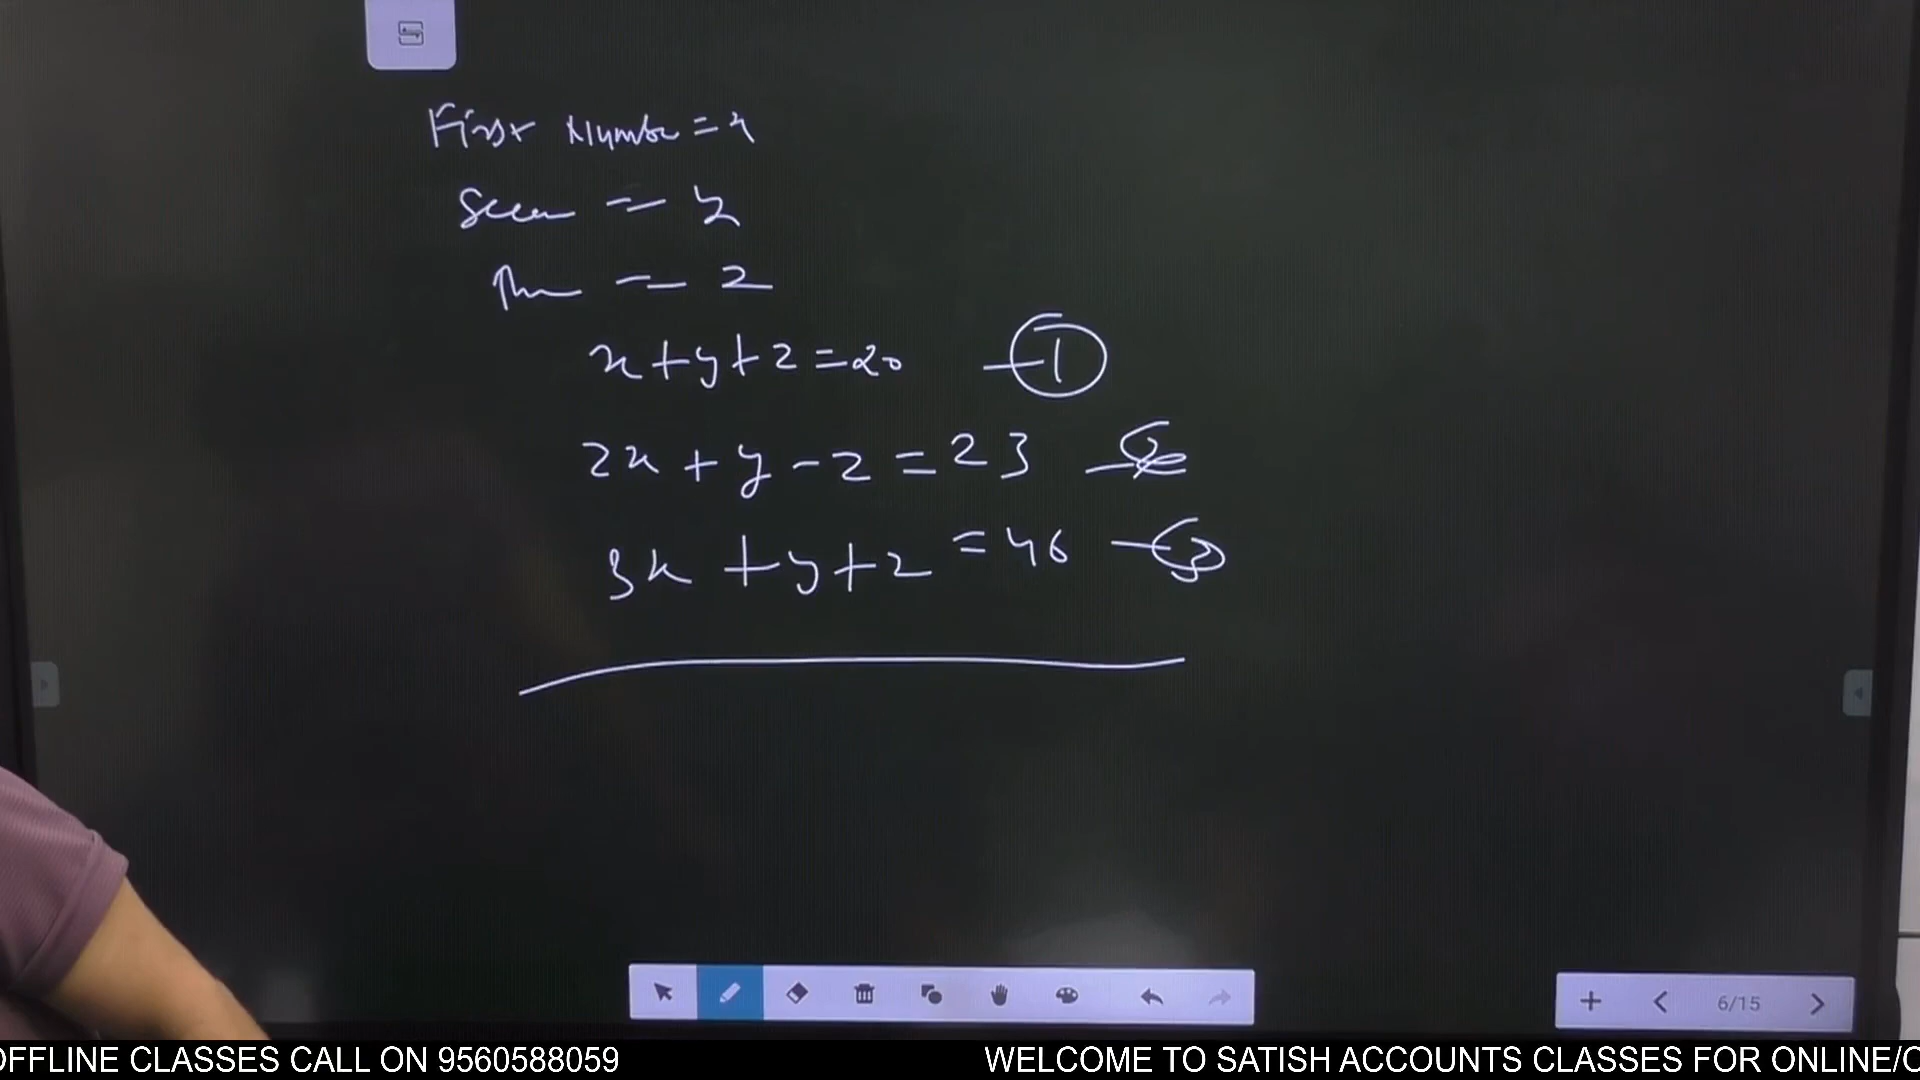 First Number = x
Secon = y
Thr = z
x + y + z = 20 — 1
2x + y - z = 23 — 2
3x + y + z = 46 — 3
6/15
OFFLINE CLASSES CALL ON 9560588059
WELCOME TO SATISH ACCOUNTS CLASSES FOR ONLINE/O